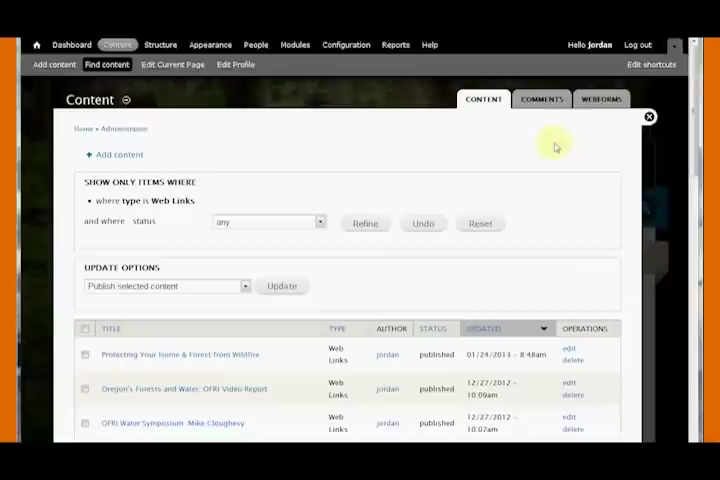 Dashboard Content Structure Appearance People Modules Configuration Reports Help Hello jordan Log out
Add content Find content Edit Current Page Edit Profile Edit shortcuts
Content CONTENT COMMENTS WEBFORMS
Home » Administration
+ Add content
SHOW ONLY ITEMS WHERE
• where type is Web Links
and where status any Refine Undo Reset
UPDATE OPTIONS
Publish selected content Update
TITLE TYPE AUTHOR STATUS UPDATED OPERATIONS
Protecting Your Home & Forest from Wildfire Web Links jordan published 01/24/2013 - 8:48am edit delete
Oregon's Forests and Water: OFRI Video Report Web Links jordan published 12/27/2012 - 10:09am edit delete
OFRI Water Symposium: Mike Cloughesy Web Links jordan published 12/27/2012 - 10:07am edit delete